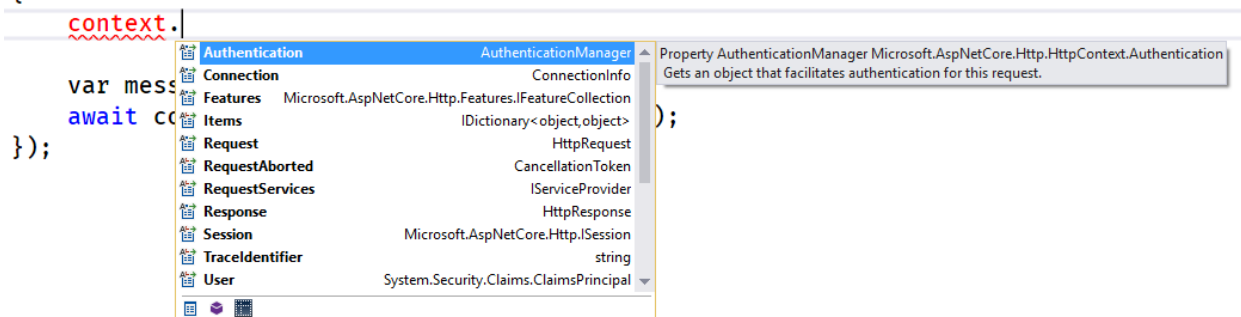 context.
Authentication AuthenticationManager
Property AuthenticationManager Microsoft.AspNetCore.Http.HttpContext.Authentication
Gets an object that facilitates authentication for this request.
Connection ConnectionInfo
var mess
Features Microsoft.AspNetCore.Http.Features.IFeatureCollection
await co );
Items IDictionary<object,object>
});
Request HttpRequest
RequestAborted CancellationToken
RequestServices IServiceProvider
Response HttpResponse
Session Microsoft.AspNetCore.Http.ISession
TraceIdentifier string
User System.Security.Claims.ClaimsPrincipal